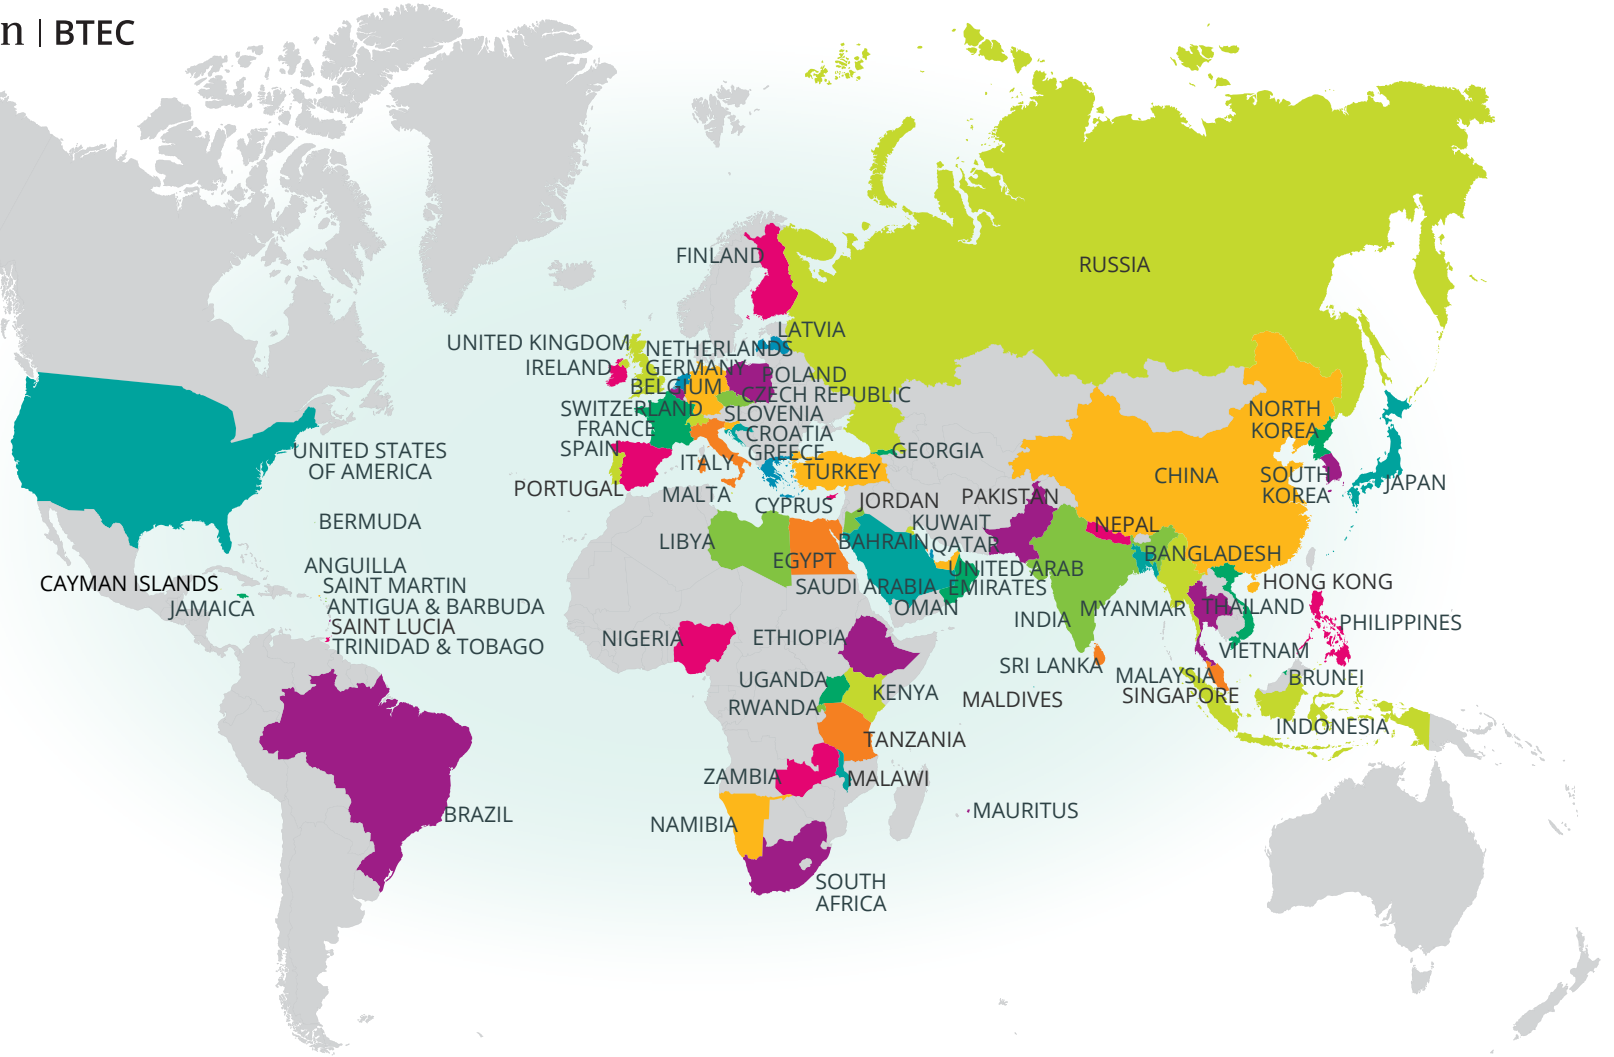 n | BTEC
FINLAND
RUSSIA
LATVIA
UNITED KINGDOM
NETHERLANDS
IRELAND
GERMANY
POLAND
BELGIUM
CZECH REPUBLIC
SWITZERLAND
SLOVENIA
FRANCE
CROATIA
SPAIN
GREECE
GEORGIA
ITALY
TURKEY
PORTUGAL
MALTA
CYPRUS
JORDAN
PAKISTAN
CHINA
NORTH
KOREA
SOUTH
KOREA
JAPAN
UNITED STATES
OF AMERICA
BERMUDA
KUWAIT
NEPAL
LIBYA
BAHRAIN
QATAR
EGYPT
BANGLADESH
ANGUILLA
UNITED ARAB
EMIRATES
CAYMAN ISLANDS
SAINT MARTIN
SAUDI ARABIA
HONG KONG
JAMAICA
ANTIGUA & BARBUDA
OMAN
INDIA
MYANMAR
THAILAND
SAINT LUCIA
PHILIPPINES
TRINIDAD & TOBAGO
NIGERIA
ETHIOPIA
VIETNAM
SRI LANKA
MALAYSIA
BRUNEI
UGANDA
KENYA
MALDIVES
SINGAPORE
RWANDA
INDONESIA
TANZANIA
ZAMBIA
MALAWI
BRAZIL
NAMIBIA
MAURITUS
SOUTH
AFRICA